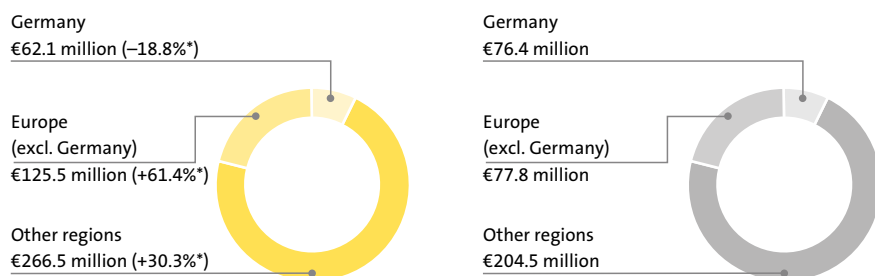 Germany
€62.1 million (–18.8%*)
Europe
(excl. Germany)
€125.5 million (+61.4%*)
Other regions
€266.5 million (+30.3%*)
Germany
€76.4 million
Europe
(excl. Germany)
€77.8 million
Other regions
€204.5 million